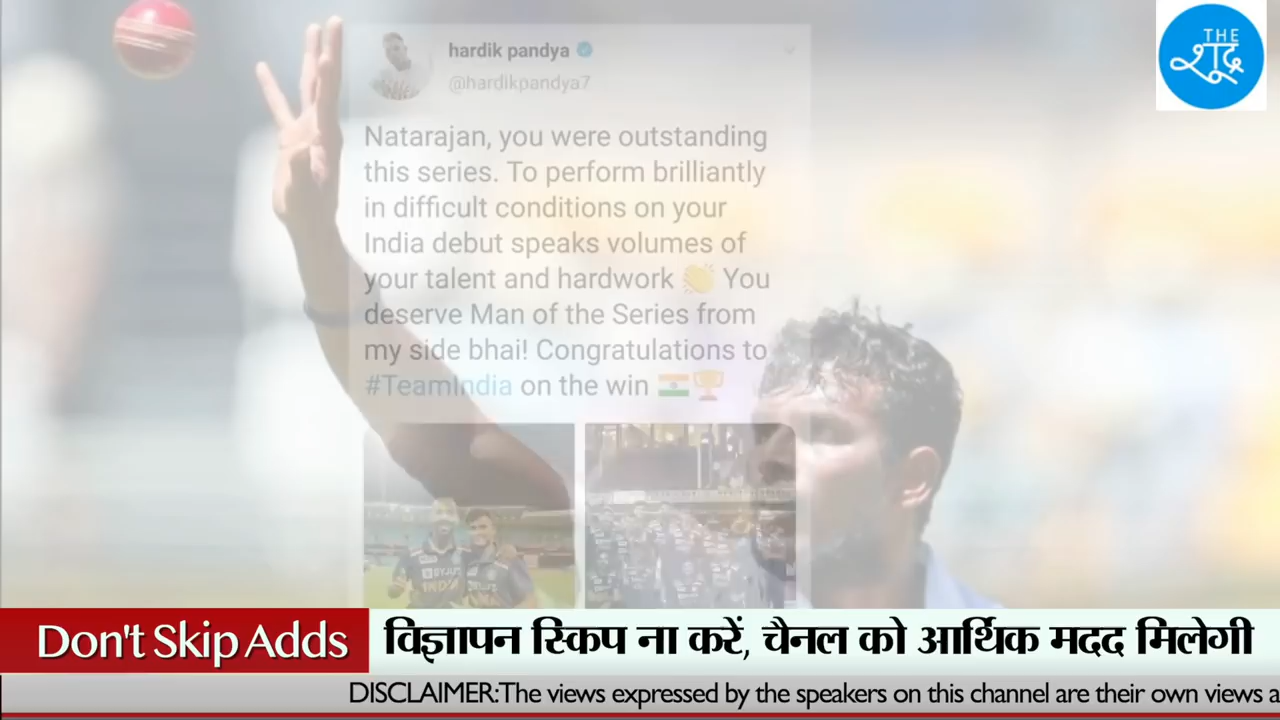 THE
शूद्र
hardik pandya
@hardikpandya7
Natarajan, you were outstanding
this series. To perform brilliantly
in difficult conditions on your
India debut speaks volumes of
your talent and hardwork 👏 You
deserve Man of the Series from
my side bhai! Congratulations to
#TeamIndia on the win 🇮🇳🏆
BYJU'S
INDIA
Don't Skip Adds
विज्ञापन स्किप ना करें, चैनल को आर्थिक मदद मिलेगी
DISCLAIMER:The views expressed by the speakers on this channel are their own views a